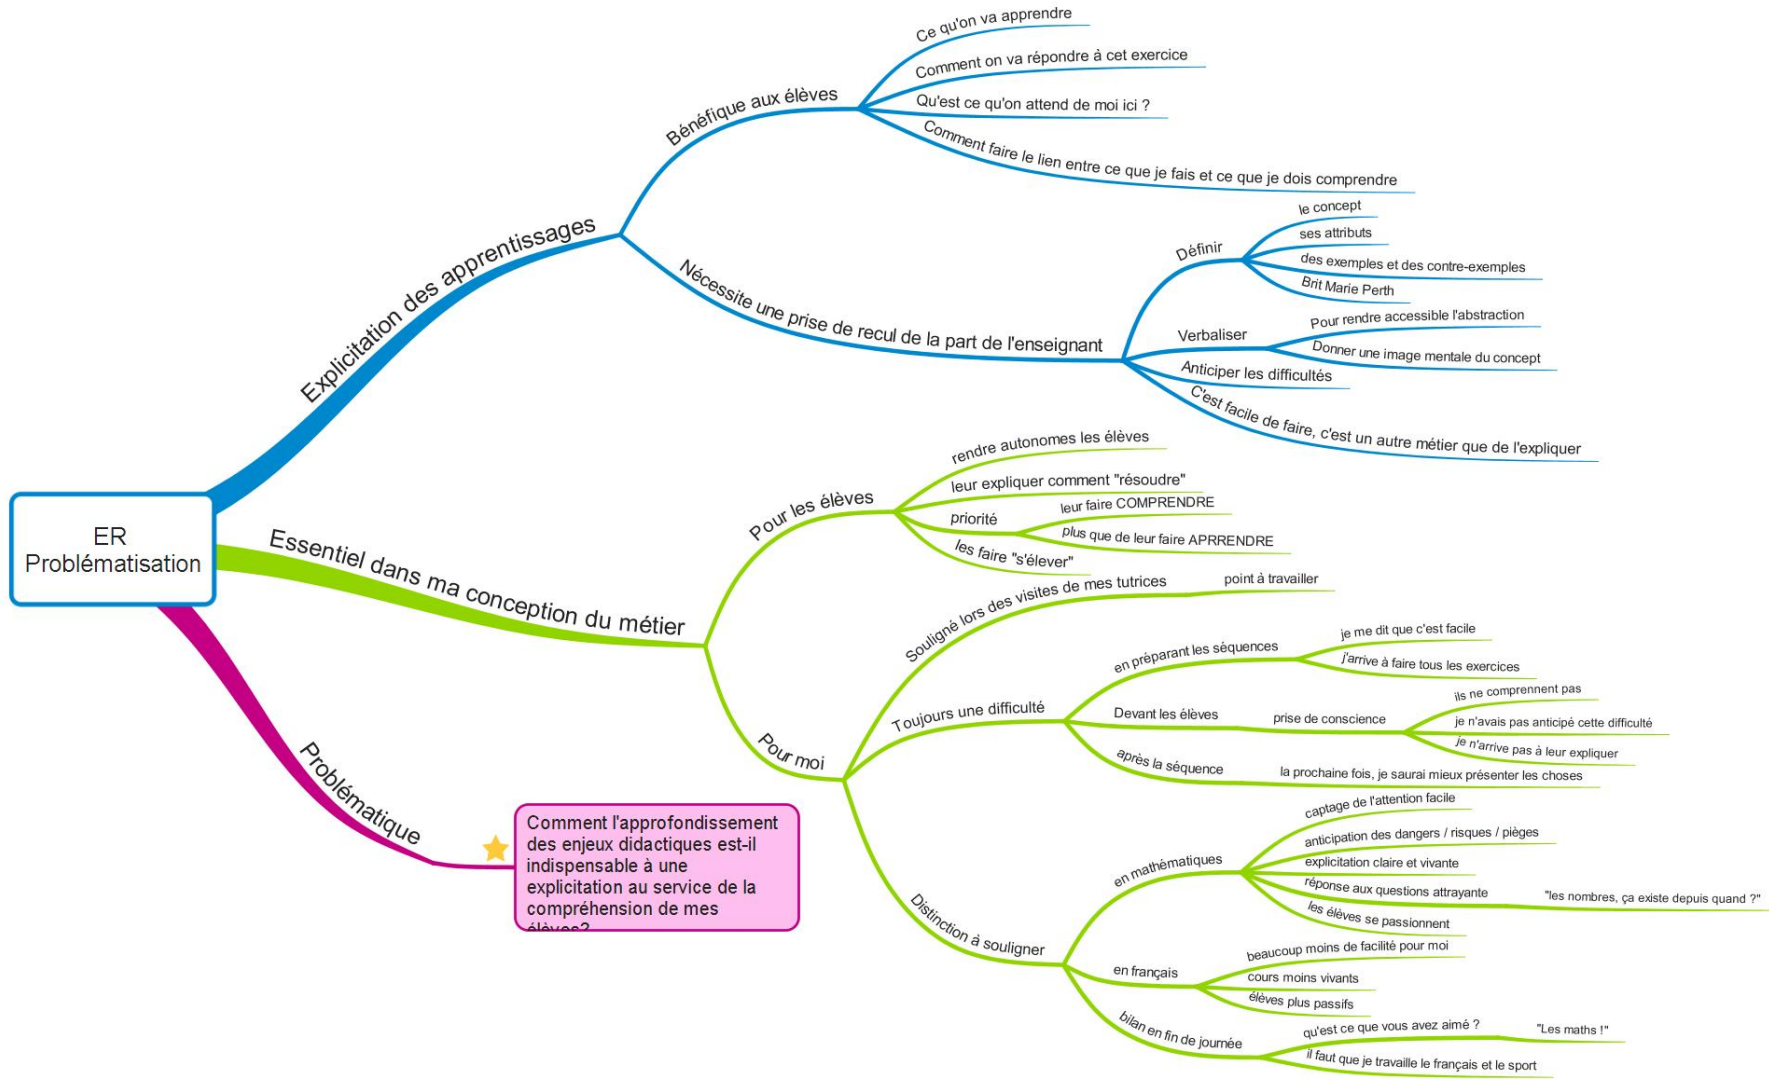 ER
Problématisation
Explicitation des apprentissages
Bénéfique aux élèves
Ce qu'on va apprendre
Comment on va répondre à cet exercice
Qu'est ce qu'on attend de moi ici ?
Comment faire le lien entre ce que je fais et ce que je dois comprendre
Nécessite une prise de recul de la part de l'enseignant
Définir
le concept
ses attributs
des exemples et des contre-exemples
Brit Marie Perth
Verbaliser
Pour rendre accessible l'abstraction
Donner une image mentale du concept
Anticiper les difficultés
C'est facile de faire, c'est un autre métier que de l'expliquer
Essentiel dans ma conception du métier
Pour les élèves
rendre autonomes les élèves
leur expliquer comment "résoudre"
priorité
leur faire COMPRENDRE
plus que de leur faire APRRENDRE
les faire "s'élever"
Pour moi
Souligné lors des visites de mes tutrices
point à travailler
Toujours une difficulté
en préparant les séquences
je me dit que c'est facile
j'arrive à faire tous les exercices
Devant les élèves
prise de conscience
ils ne comprennent pas
je n'avais pas anticipé cette difficulté
je n'arrive pas à leur expliquer
après la séquence
la prochaine fois, je saurai mieux présenter les choses
Distinction à souligner
en mathématiques
captage de l'attention facile
anticipation des dangers / risques / pièges
explicitation claire et vivante
réponse aux questions attrayante
"les nombres, ça existe depuis quand ?"
les élèves se passionnent
en français
beaucoup moins de facilité pour moi
cours moins vivants
élèves plus passifs
bilan en fin de journée
qu'est ce que vous avez aimé ?
"Les maths !"
il faut que je travaille le français et le sport
Problématique
Comment l'approfondissement
des enjeux didactiques est-il
indispensable à une
explicitation au service de la
compréhension de mes
élèves?